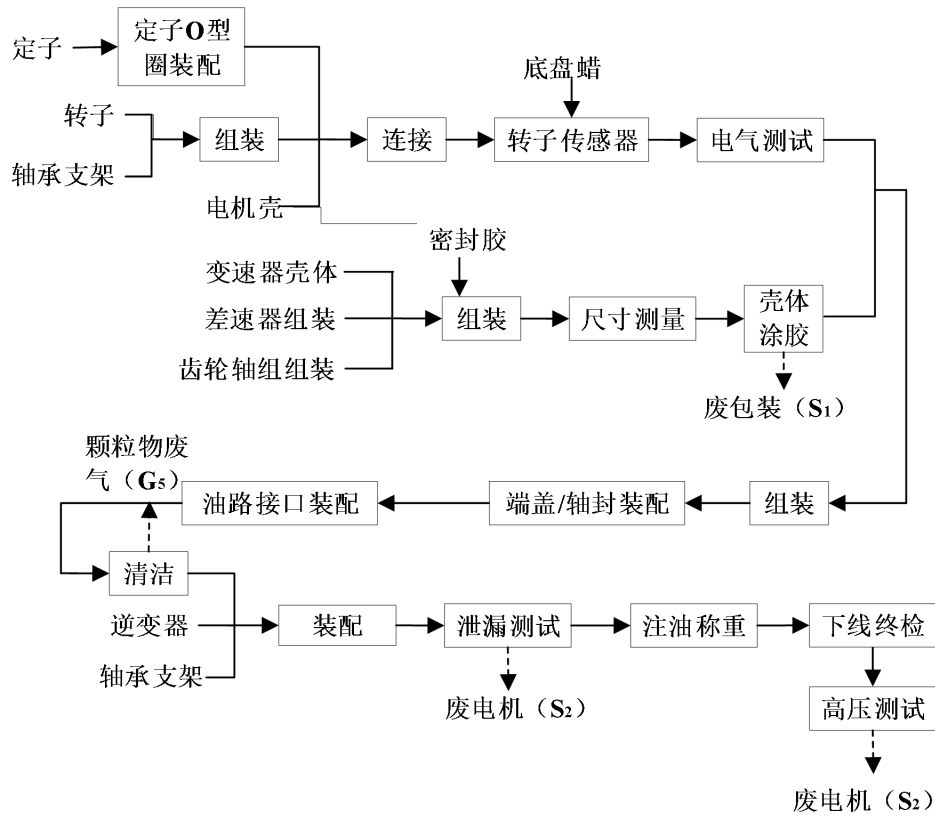 定子
定子O型
圈装配
底盘蜡
转子
组装
连接
转子传感器
电气测试
轴承支架
电机壳
密封胶
变速器壳体
差速器组装
组装
尺寸测量
壳体
涂胶
齿轮轴组组装
废包装（S1）
颗粒物废
气（G5）
油路接口装配
端盖/轴封装配
组装
清洁
逆变器
装配
泄漏测试
注油称重
下线终检
轴承支架
废电机（S2）
高压测试
废电机（S2）